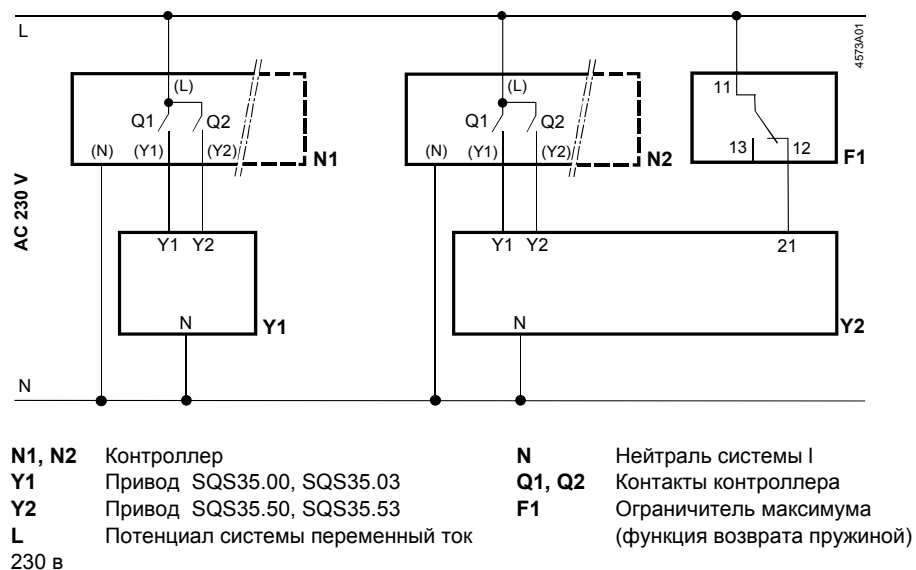 L
4573A01
(L)
(L)
11
Q1 Q2
Q1 Q2
13 12
(N) (Y1) (Y2) N1
(N) (Y1) (Y2) N2
F1
AC 230 V
Y1 Y2
Y1 Y2 21
N Y1
N Y2
N
N1, N2 Контроллер
Y1 Привод SQS35.00, SQS35.03
Y2 Привод SQS35.50, SQS35.53
L Потенциал системы переменный ток
230 в
N Нейтраль системы I
Q1, Q2 Контакты контроллера
F1 Ограничитель максимума
(функция возврата пружиной)